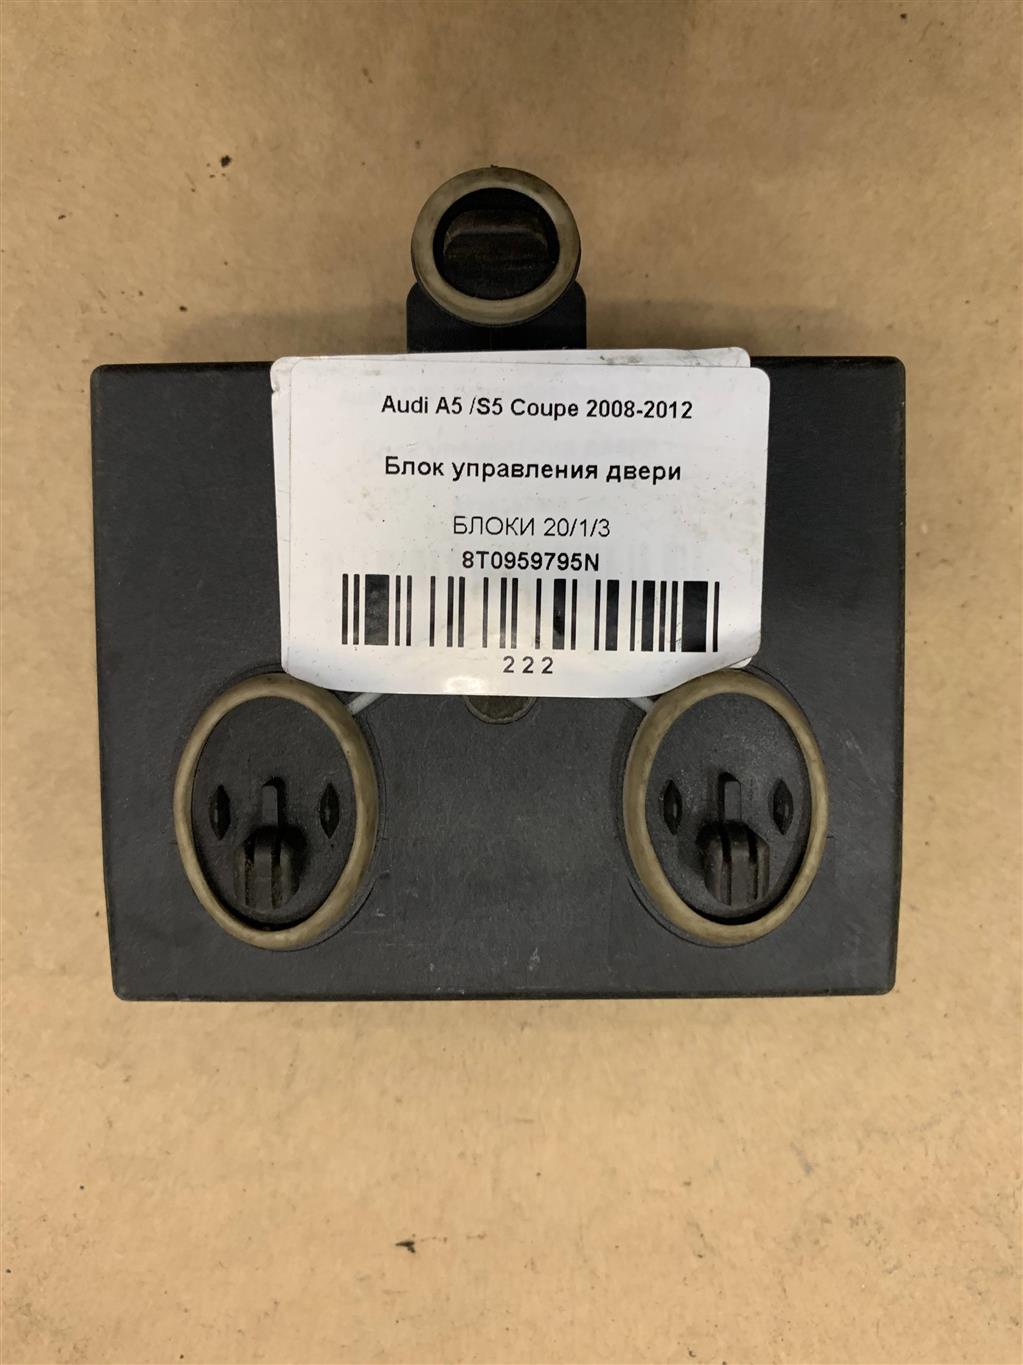 Audi A5 /S5 Coupe 2008-2012
Блок управления двери
БЛОКИ 20/1/3
8T0959795N
222